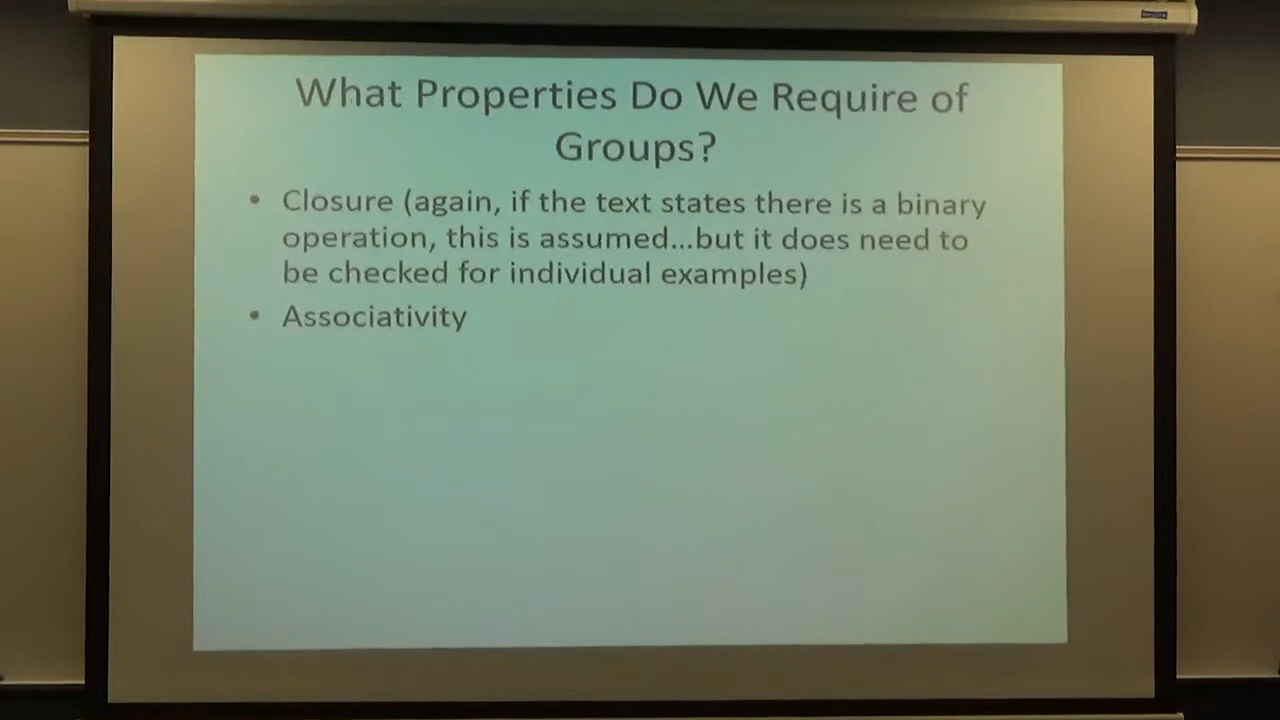 What Properties Do We Require of
Groups?
• Closure (again, if the text states there is a binary
operation, this is assumed...but it does need to
be checked for individual examples)
• Associativity